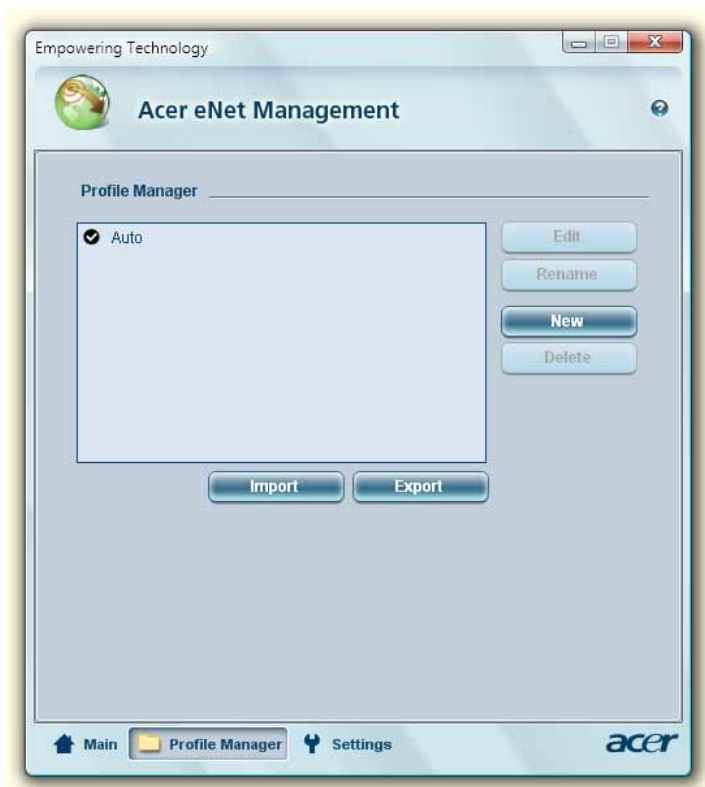 Empowering Technology
Acer eNet Management
Profile Manager
Auto
Edit
Rename
New
Delete
Import Export
Main Profile Manager Settings acer